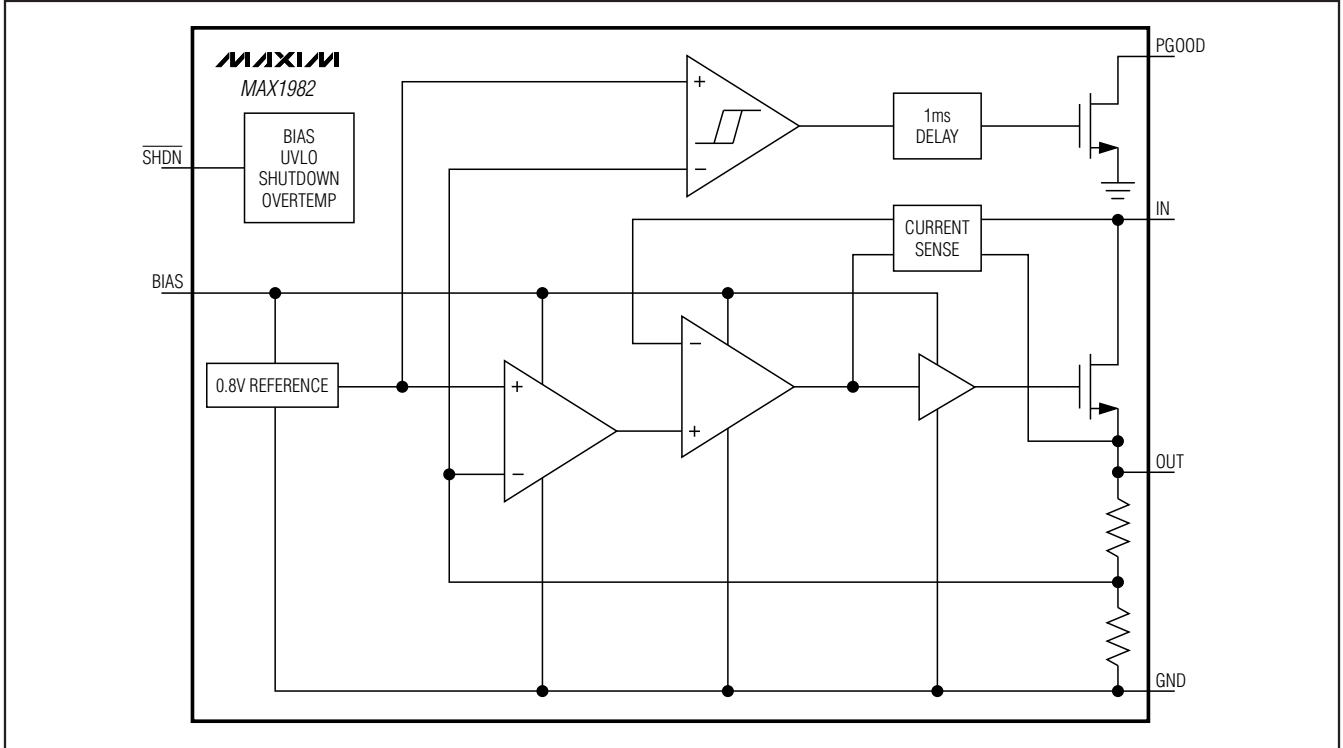 MAXIM
MAX1982
PGOOD
+
1ms
DELAY
BIAS
UVLO
SHUTDOWN
OVERTEMP
SHDN
−
IN
CURRENT
SENSE
BIAS
−
0.8V REFERENCE
+
+
−
OUT
GND